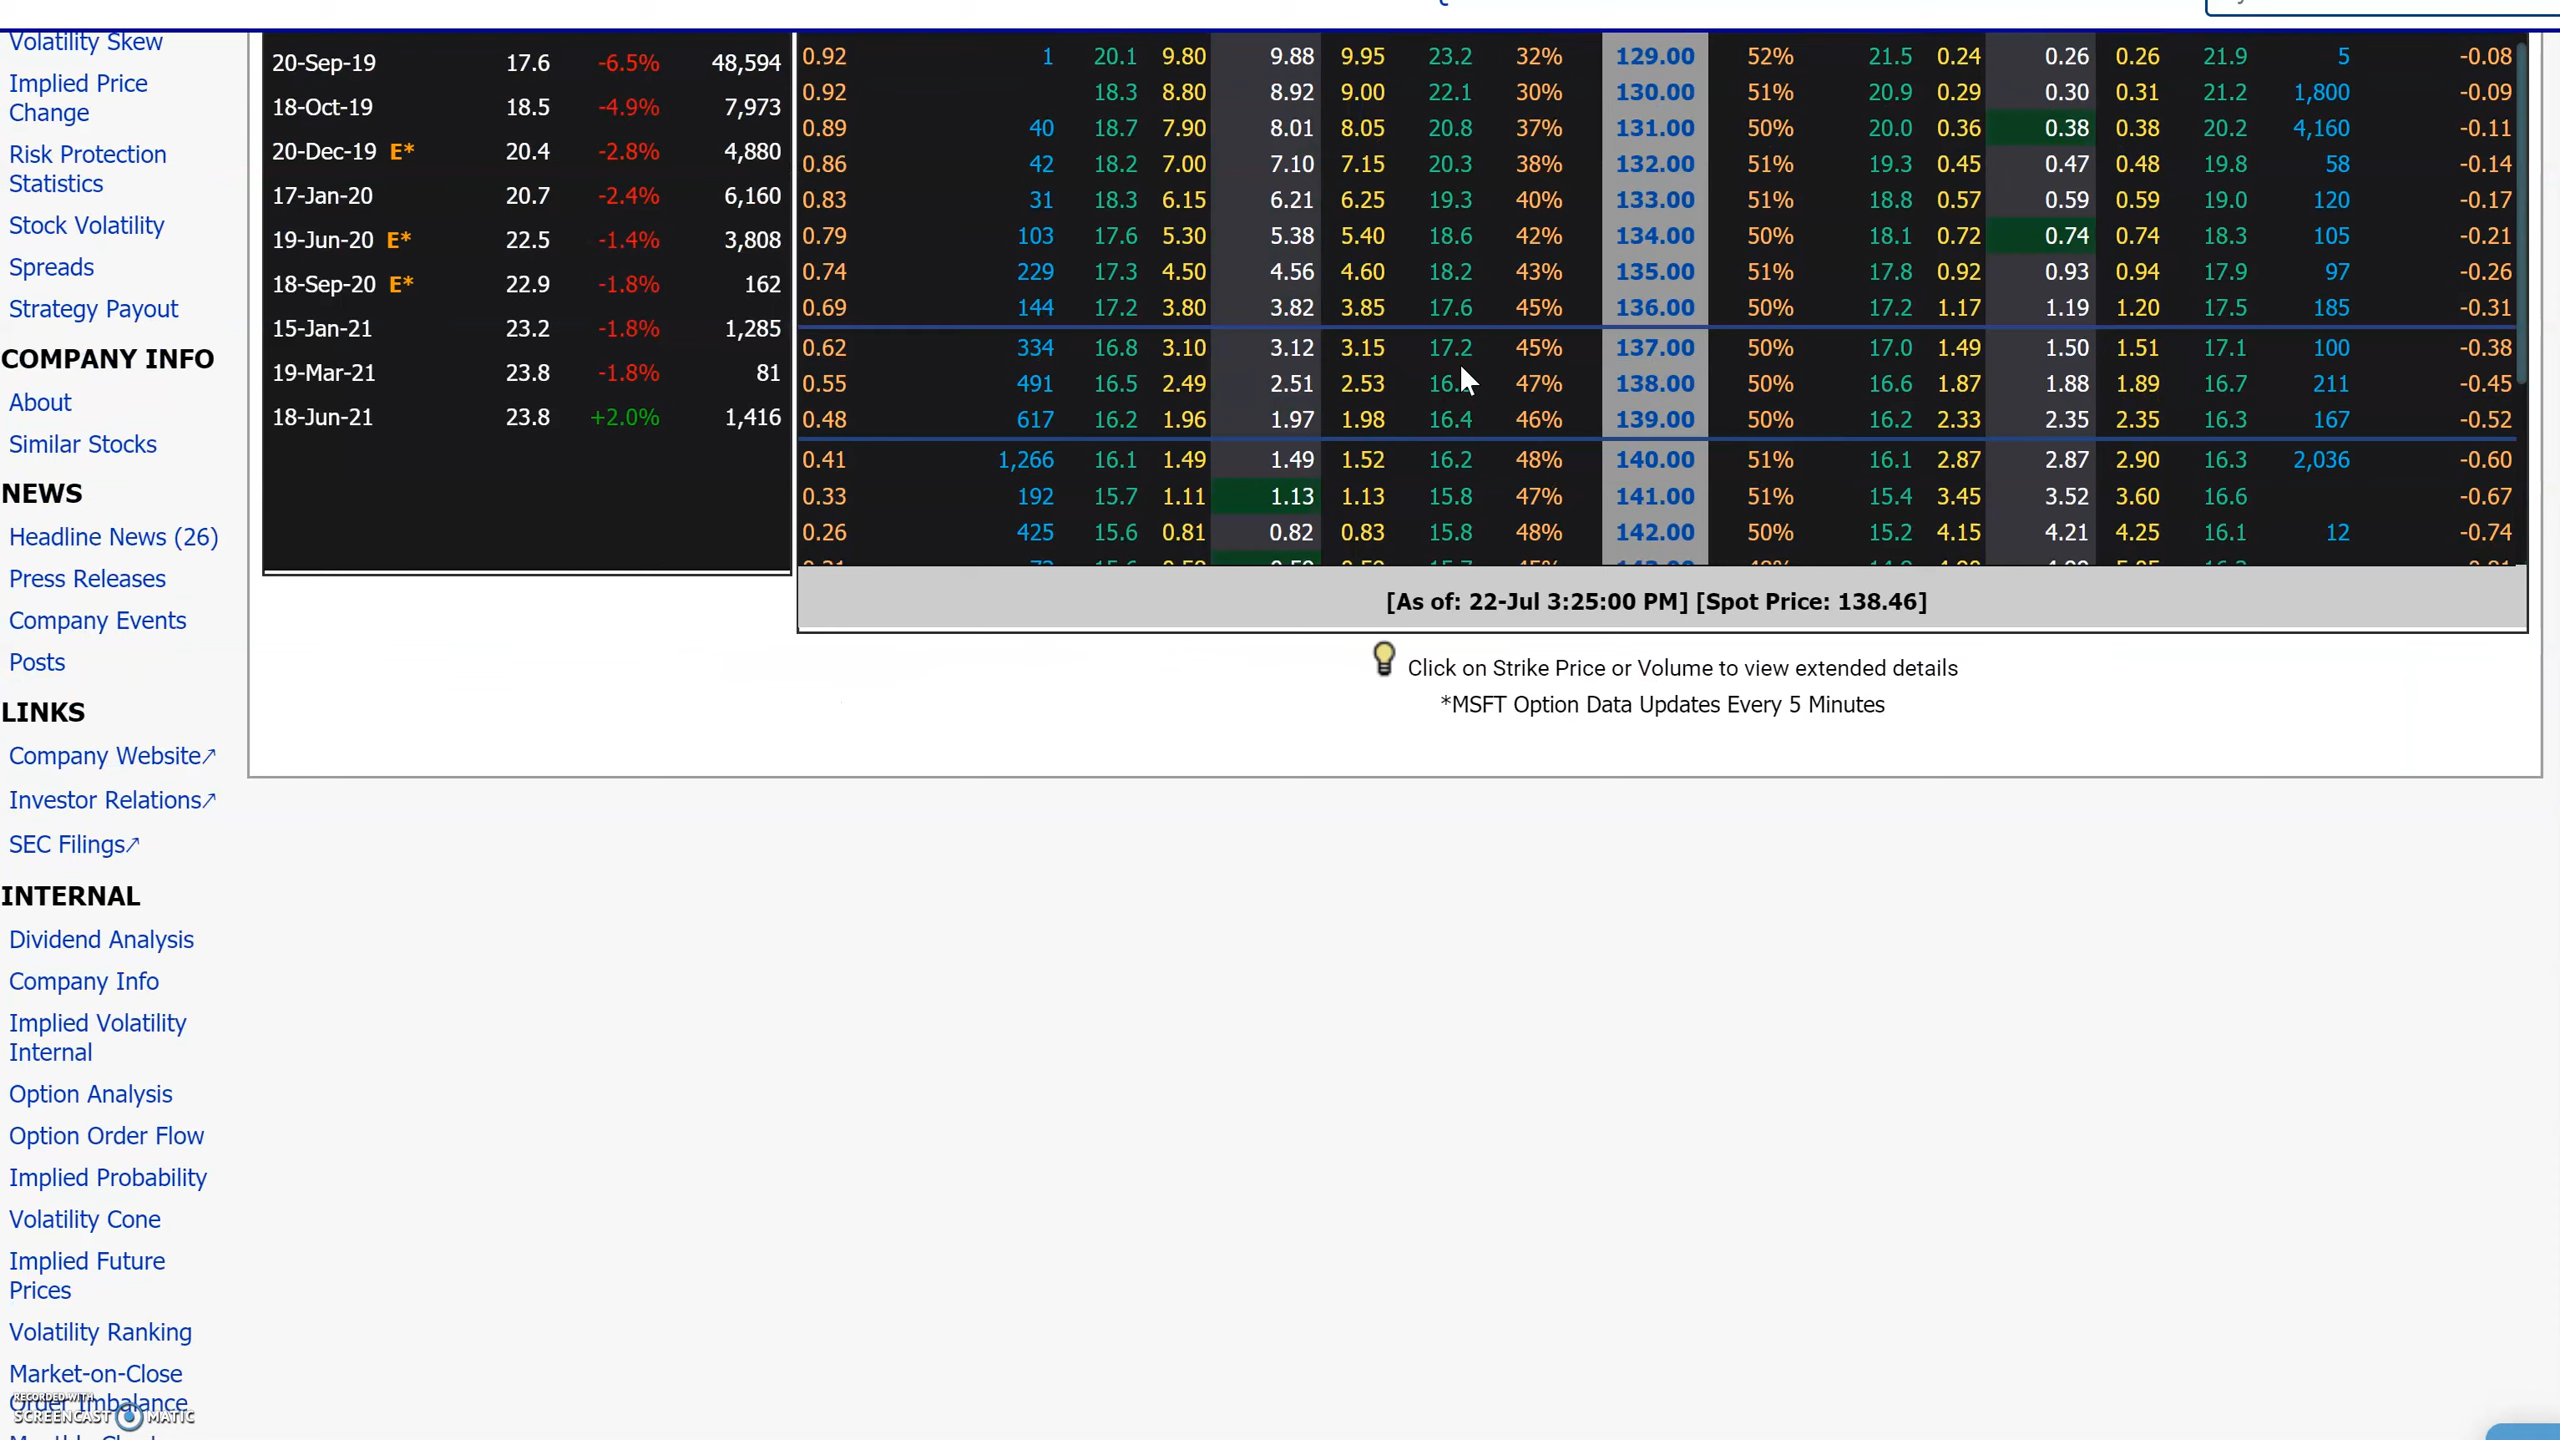 Volatility Skew
Implied Price
Change
Risk Protection
Statistics
Stock Volatility
Spreads
Strategy Payout
COMPANY INFO
About
Similar Stocks
NEWS
Headline News (26)
Press Releases
Company Events
Posts
LINKS
Company Website↗
Investor Relations↗
SEC Filings↗
INTERNAL
Dividend Analysis
Company Info
Implied Volatility
Internal
Option Analysis
Option Order Flow
Implied Probability
Volatility Cone
Implied Future
Prices
Volatility Ranking
Market-on-Close
Order Imbalance
RECORDED WITH
SCREENCAST MATIC
20-Sep-19 17.6 -6.5% 48,594
18-Oct-19 18.5 -4.9% 7,973
20-Dec-19 E* 20.4 -2.8% 4,880
17-Jan-20 20.7 -2.4% 6,160
19-Jun-20 E* 22.5 -1.4% 3,808
18-Sep-20 E* 22.9 -1.8% 162
15-Jan-21 23.2 -1.8% 1,285
19-Mar-21 23.8 -1.8% 81
18-Jun-21 23.8 +2.0% 1,416
0.92 1 20.1 9.80 9.88 9.95 23.2 32% 129.00 52% 21.5 0.24 0.26 0.26 21.9 5 -0.08
0.92 18.3 8.80 8.92 9.00 22.1 30% 130.00 51% 20.9 0.29 0.30 0.31 21.2 1,800 -0.09
0.89 40 18.7 7.90 8.01 8.05 20.8 37% 131.00 50% 20.0 0.36 0.38 0.38 20.2 4,160 -0.11
0.86 42 18.2 7.00 7.10 7.15 20.3 38% 132.00 51% 19.3 0.45 0.47 0.48 19.8 58 -0.14
0.83 31 18.3 6.15 6.21 6.25 19.3 40% 133.00 51% 18.8 0.57 0.59 0.59 19.0 120 -0.17
0.79 103 17.6 5.30 5.38 5.40 18.6 42% 134.00 50% 18.1 0.72 0.74 0.74 18.3 105 -0.21
0.74 229 17.3 4.50 4.56 4.60 18.2 43% 135.00 51% 17.8 0.92 0.93 0.94 17.9 97 -0.26
0.69 144 17.2 3.80 3.82 3.85 17.6 45% 136.00 50% 17.2 1.17 1.19 1.20 17.5 185 -0.31
0.62 334 16.8 3.10 3.12 3.15 17.2 45% 137.00 50% 17.0 1.49 1.50 1.51 17.1 100 -0.38
0.55 491 16.5 2.49 2.51 2.53 47% 138.00 50% 16.6 1.87 1.88 1.89 16.7 211 -0.45
0.48 617 16.2 1.96 1.97 1.98 16.4 46% 139.00 50% 16.2 2.33 2.35 2.35 16.3 167 -0.52
0.41 1,266 16.1 1.49 1.49 1.52 16.2 48% 140.00 51% 16.1 2.87 2.87 2.90 16.3 2,036 -0.60
0.33 192 15.7 1.11 1.13 1.13 15.8 47% 141.00 51% 15.4 3.45 3.52 3.60 16.6 -0.67
0.26 425 15.6 0.81 0.82 0.83 15.8 48% 142.00 50% 15.2 4.15 4.21 4.25 16.1 12 -0.74
[As of: 22-Jul 3:25:00 PM] [Spot Price: 138.46]
Click on Strike Price or Volume to view extended details
*MSFT Option Data Updates Every 5 Minutes